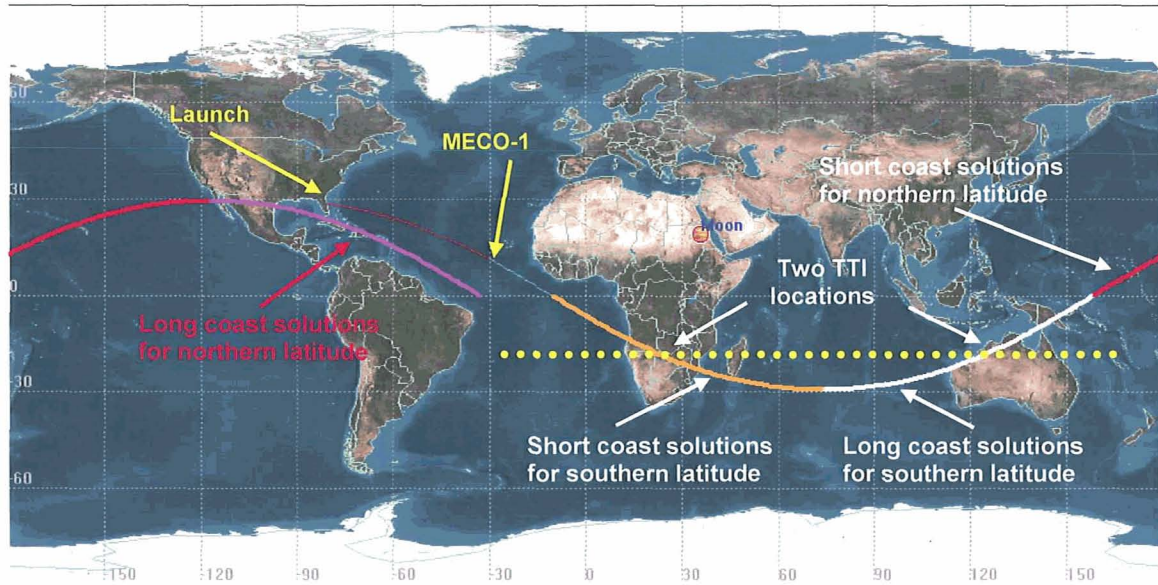 Launch
MECO-1
Short coast solutions
for northern latitude
Moon
Two TTI
locations
Long coast solutions
for northern latitude
Short coast solutions
for southern latitude
Long coast solutions
for southern latitude
60
30
0
-30
-60
-150
-120
-90
-60
-30
0
30
60
90
120
150